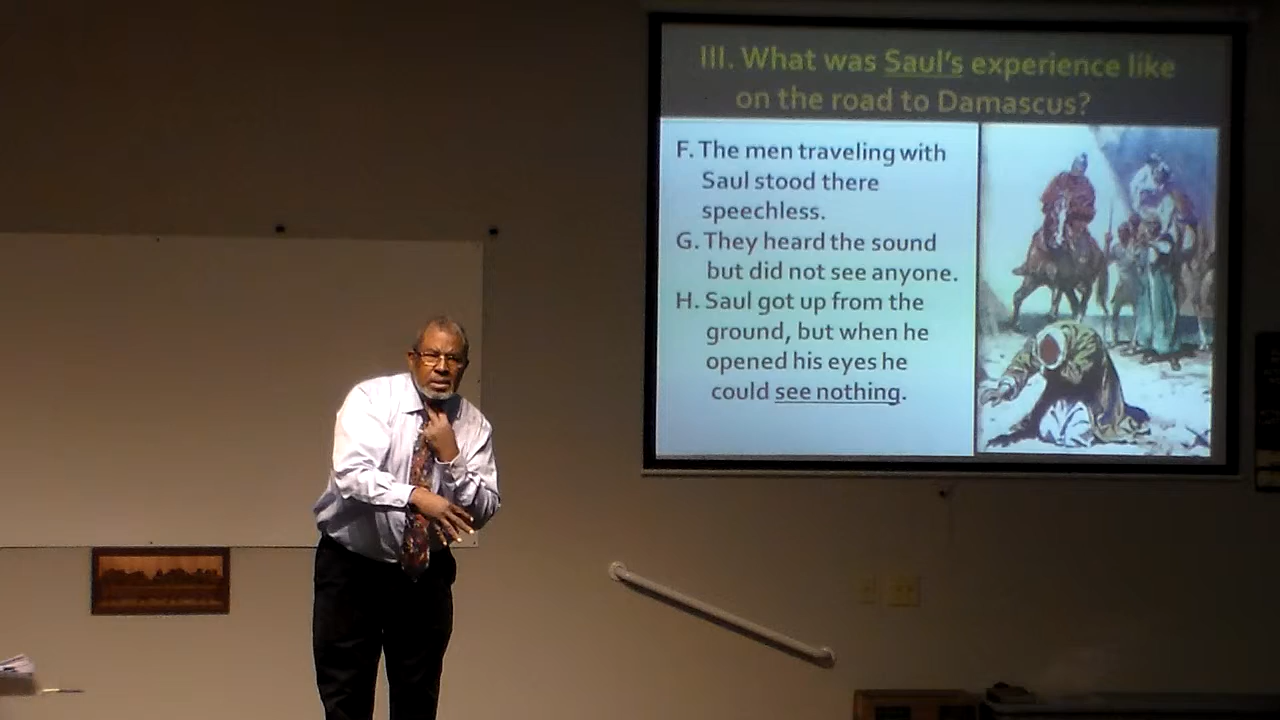 III. What was Saul's experience like
on the road to Damascus?
F. The men traveling with
Saul stood there
speechless.
G. They heard the sound
but did not see anyone.
H. Saul got up from the
ground, but when he
opened his eyes he
could see nothing.